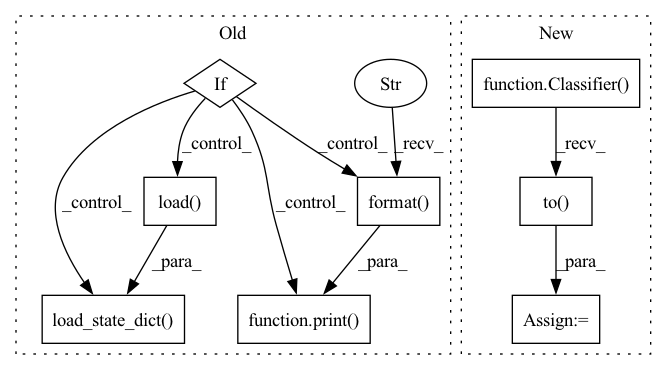 Old
New
If
Str
function.Classifier()
_control_
_control_
_recv_
_recv_
_control_
_control_
load()
format()
to()
_para_
_para_
_para_
load_state_dict()
function.print()
Assign:=